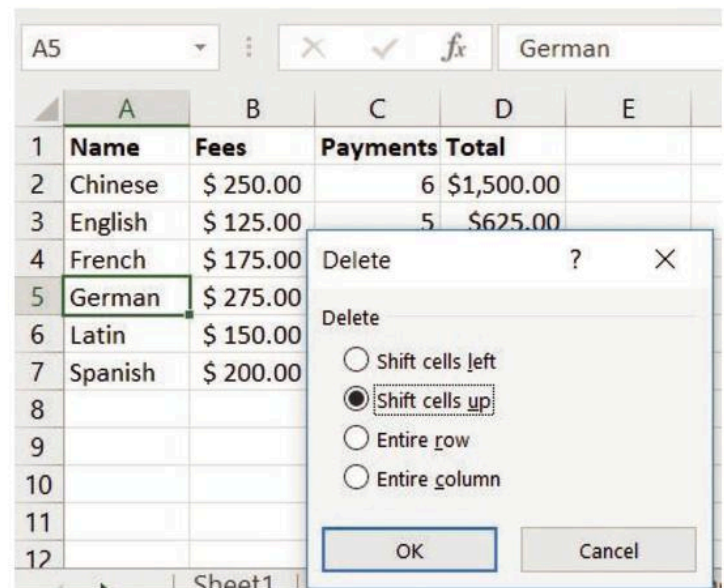 A5 fx German
A B C D E
1 Name Fees Payments Total
2 Chinese $ 250.00 6 $1,500.00
3 English $ 125.00 5 $625.00
4 French $ 175.00
5 German $ 275.00
6 Latin $ 150.00
7 Spanish $ 200.00
8
9
10
11
12
Sheet1
Delete ?
Delete
Shift cells left
Shift cells up
Entire row
Entire column
OK Cancel